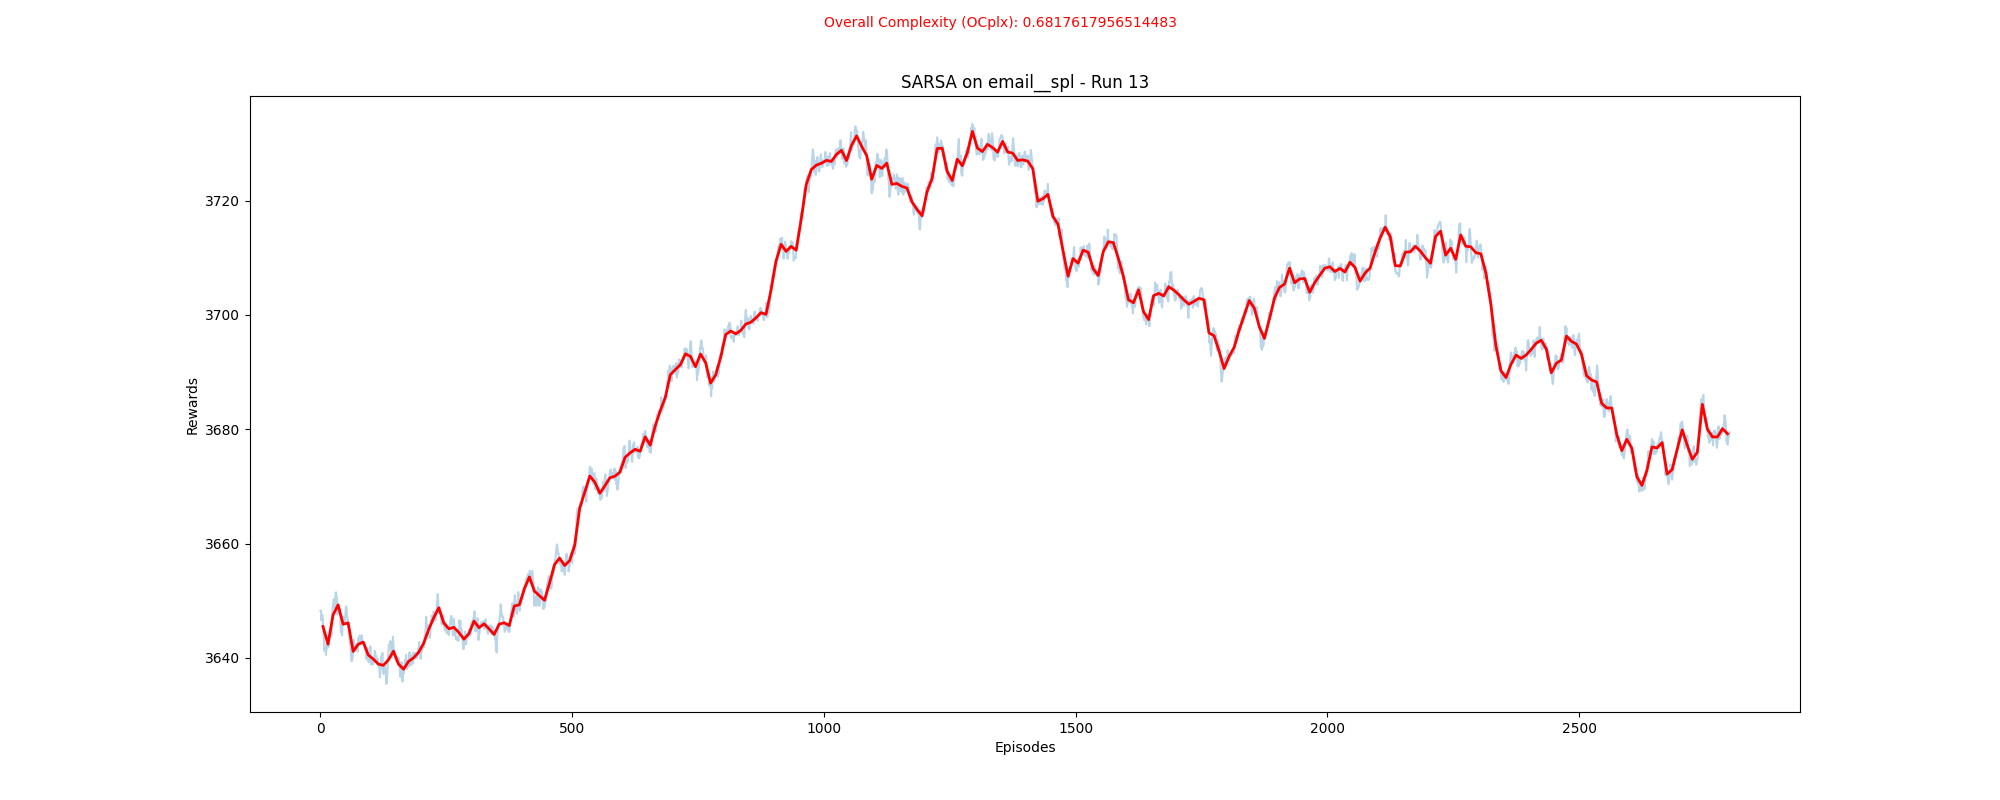 Overall Complexity (OCplx): 0.6817617956514483
SARSA on email__spl - Run 13
Rewards
3720
3700
3680
3660
3640
0 500 1000 1500 2000 2500
Episodes